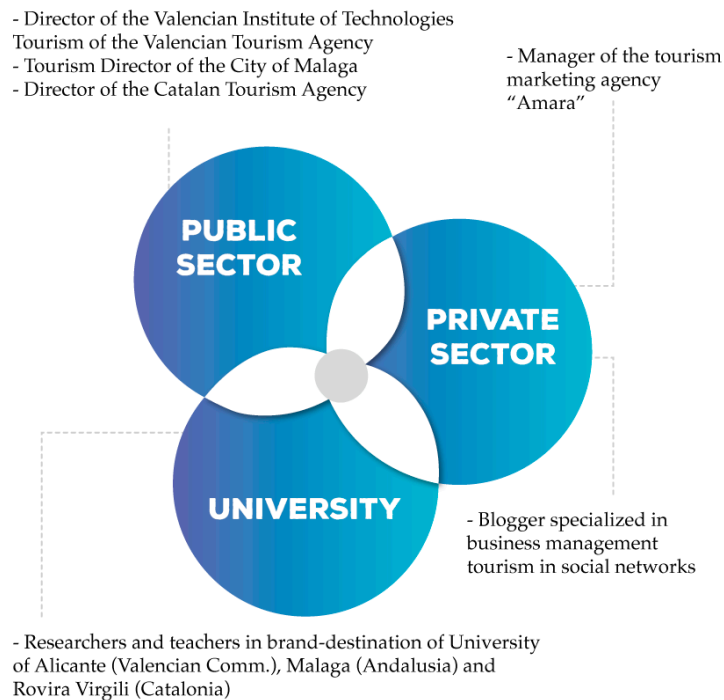 - Director of the Valencian Institute of Technologies
Tourism of the Valencian Tourism Agency
- Tourism Director of the City of Malaga
- Director of the Catalan Tourism Agency
- Manager of the tourism
marketing agency
“Amara”
PUBLIC
SECTOR
PRIVATE
SECTOR
UNIVERSITY
- Blogger specialized in
business management
tourism in social networks
- Researchers and teachers in brand-destination of University
of Alicante (Valencian Comm.), Malaga (Andalusia) and
Rovira Virgili (Catalonia)